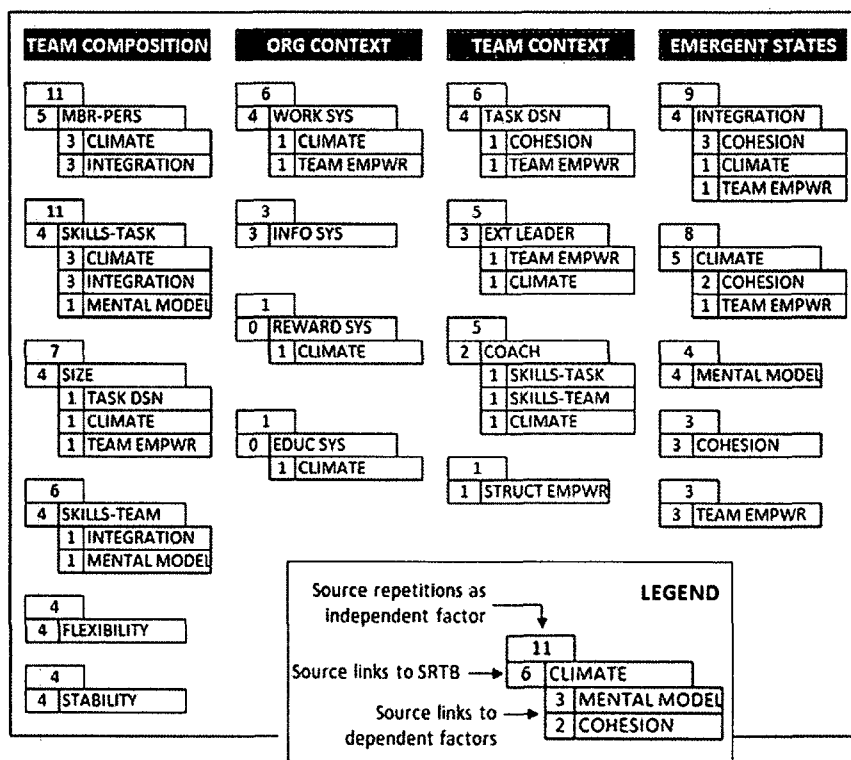 TEAM COMPOSITION
11
5 MBR-PERS
3 CLIMATE
3 INTEGRATION
11
4 SKILLS-TASK
3 CLIMATE
3 INTEGRATION
1 MENTAL MODEL
7
4 SIZE
1 TASK DSN
1 CLIMATE
1 TEAM EMPWR
6
4 SKILLS-TEAM
1 INTEGRATION
1 MENTAL MODEL
4
4 FLEXIBILITY
4
4 STABILITY
ORG CONTEXT
6
4 WORK SYS
1 CLIMATE
1 TEAM EMPWR
3
3 INFO SYS
1
0 REWARD SYS
1 CLIMATE
1
0 EDUC SYS
1 CLIMATE
TEAM CONTEXT
6
4 TASK DSN
1 COHESION
1 TEAM EMPWR
5
3 EXT LEADER
1 TEAM EMPWR
1 CLIMATE
5
2 COACH
1 SKILLS-TASK
1 SKILLS-TEAM
1 CLIMATE
1
1 STRUCT EMPWR
EMERGENT STATES
9
4 INTEGRATION
3 COHESION
1 CLIMATE
1 TEAM EMPWR
8
5 CLIMATE
2 COHESION
1 TEAM EMPWR
4
4 MENTAL MODEL
3
3 COHESION
3
3 TEAM EMPWR
LEGEND
Source repetitions as
independent factor
11
Source links to SRTB
6 CLIMATE
3 MENTAL MODEL
2 COHESION
Source links to
dependent factors